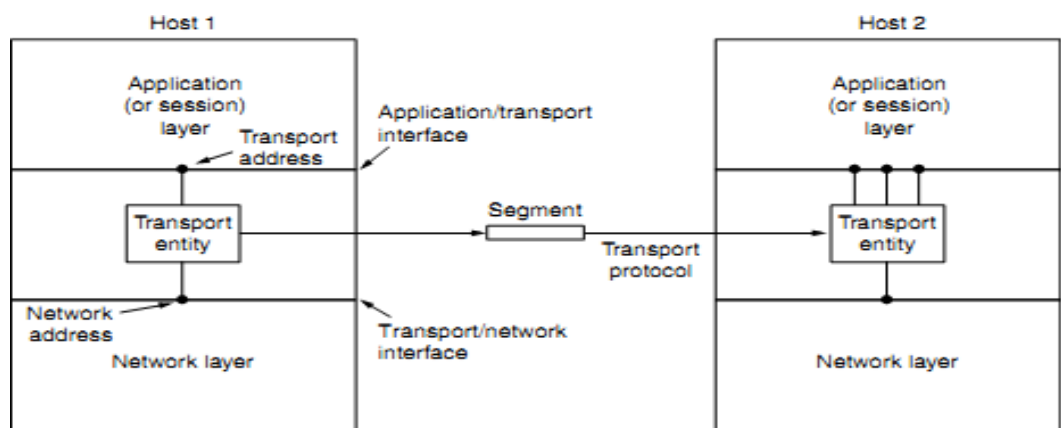 Host 1
Host 2
Application
(or session)
layer
Transport
address
Application/transport
interface
Application
(or session)
layer
Transport
entity
Segment
Transport
protocol
Transport
entity
Network
address
Transport/network
interface
Network layer
Network layer